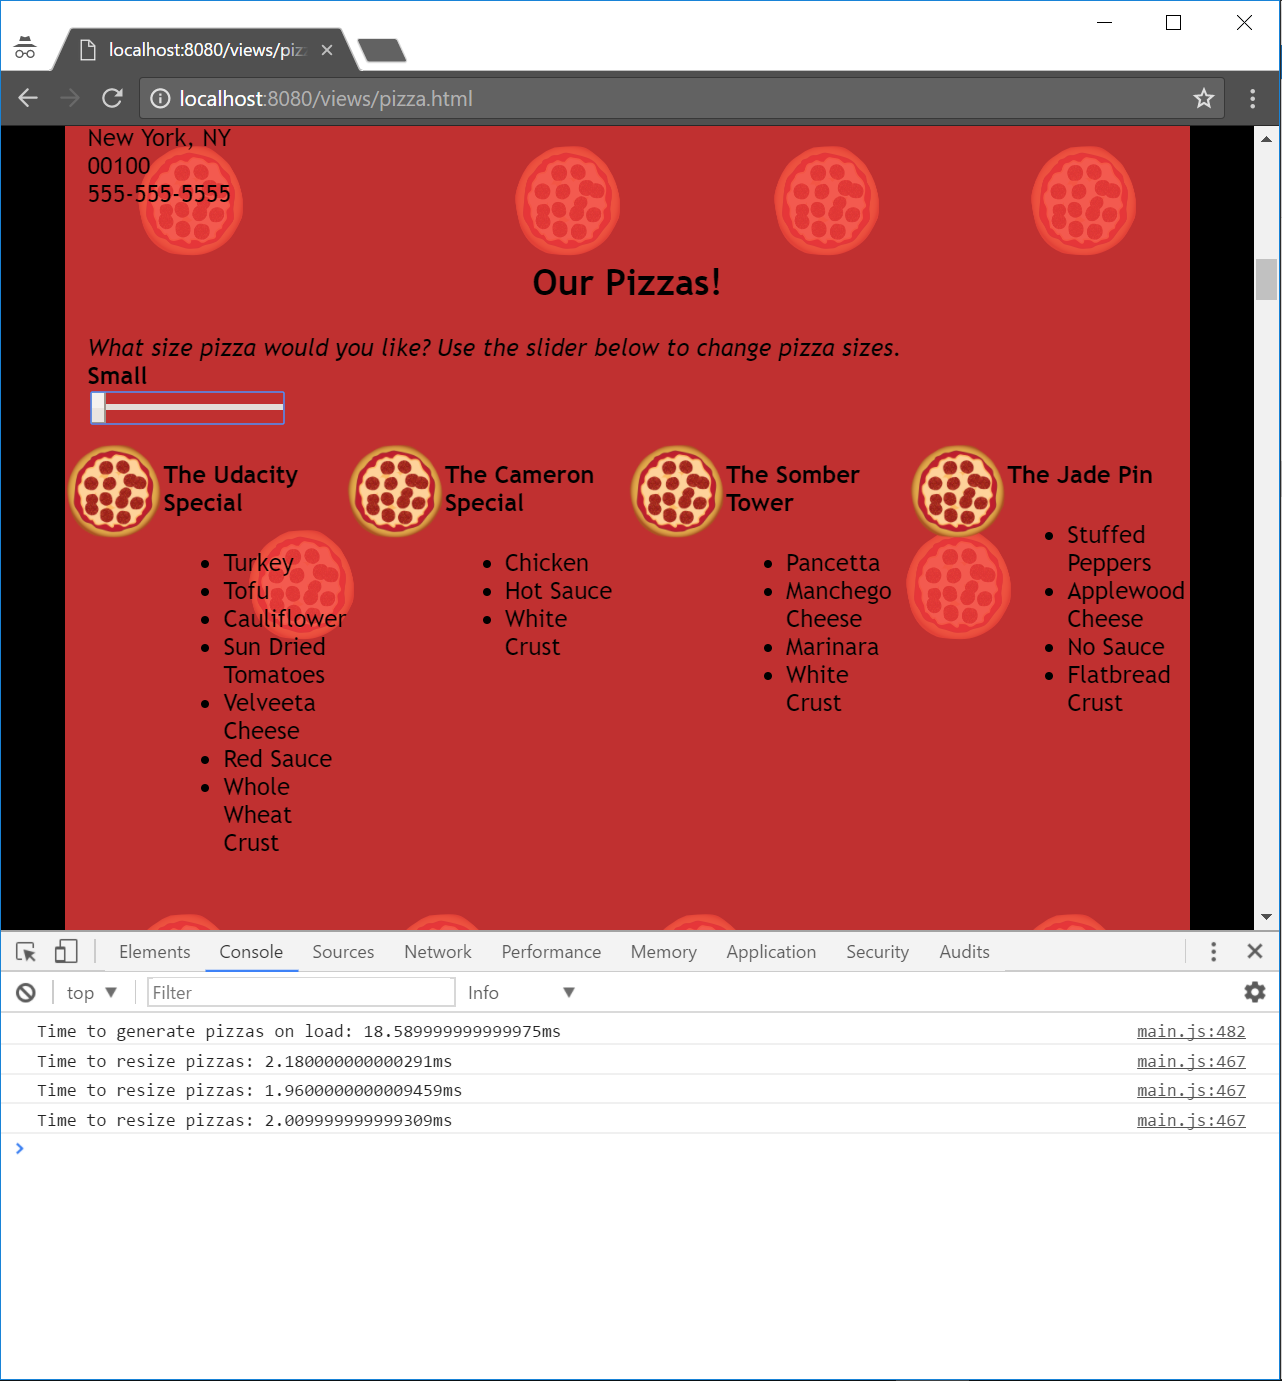 localhost:8080/views/piz
localhost:8080/views/pizza.html
New York, NY
00100
555-555-5555
Our Pizzas!
What size pizza would you like? Use the slider below to change pizza sizes.
Small
The Udacity
Special
Turkey
Tofu
Cauliflower
Sun Dried
Tomatoes
Velveeta
Cheese
Red Sauce
Whole
Wheat
Crust
The Cameron
Special
Chicken
Hot Sauce
White
Crust
The Somber
Tower
Pancetta
Manchego
Cheese
Marinara
White
Crust
The Jade Pin
Stuffed
Peppers
Applewood
Cheese
No Sauce
Flatbread
Crust
Elements Console Sources Network Performance Memory Application Security Audits
top Filter Info
Time to generate pizzas on load: 18.589999999999975ms main.js:482
Time to resize pizzas: 2.180000000000291ms main.js:467
Time to resize pizzas: 1.9600000000009459ms main.js:467
Time to resize pizzas: 2.009999999999309ms main.js:467